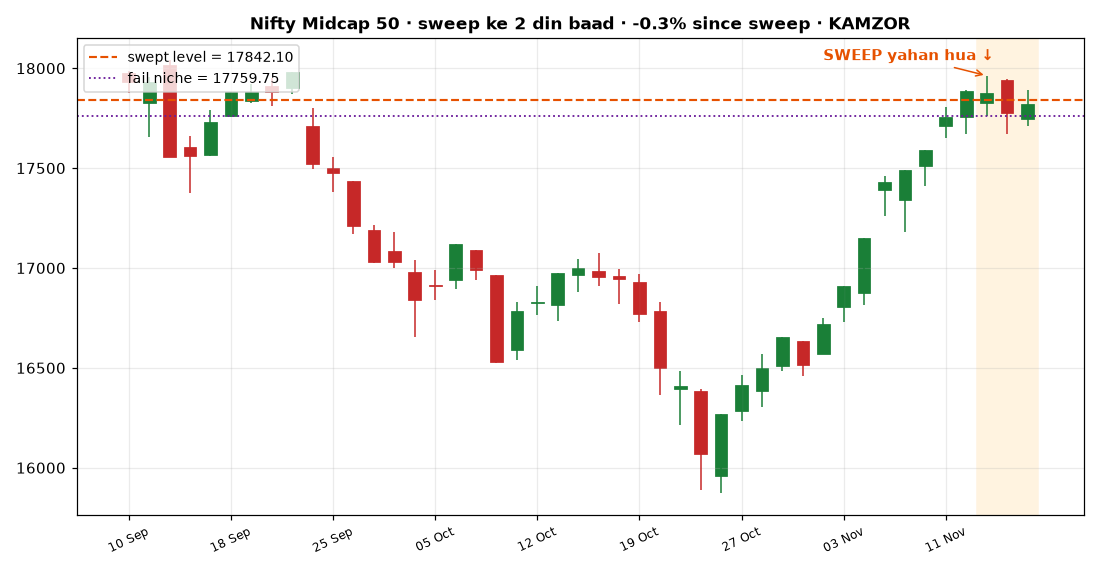 Nifty Midcap 50 · sweep ke 2 din baad · -0.3% since sweep · KAMZOR
swept level = 17842.10
fail niche = 17759.75
SWEEP yahan hua ↓
18000
17500
17000
16500
16000
10 Sep
18 Sep
25 Sep
05 Oct
12 Oct
19 Oct
27 Oct
03 Nov
11 Nov